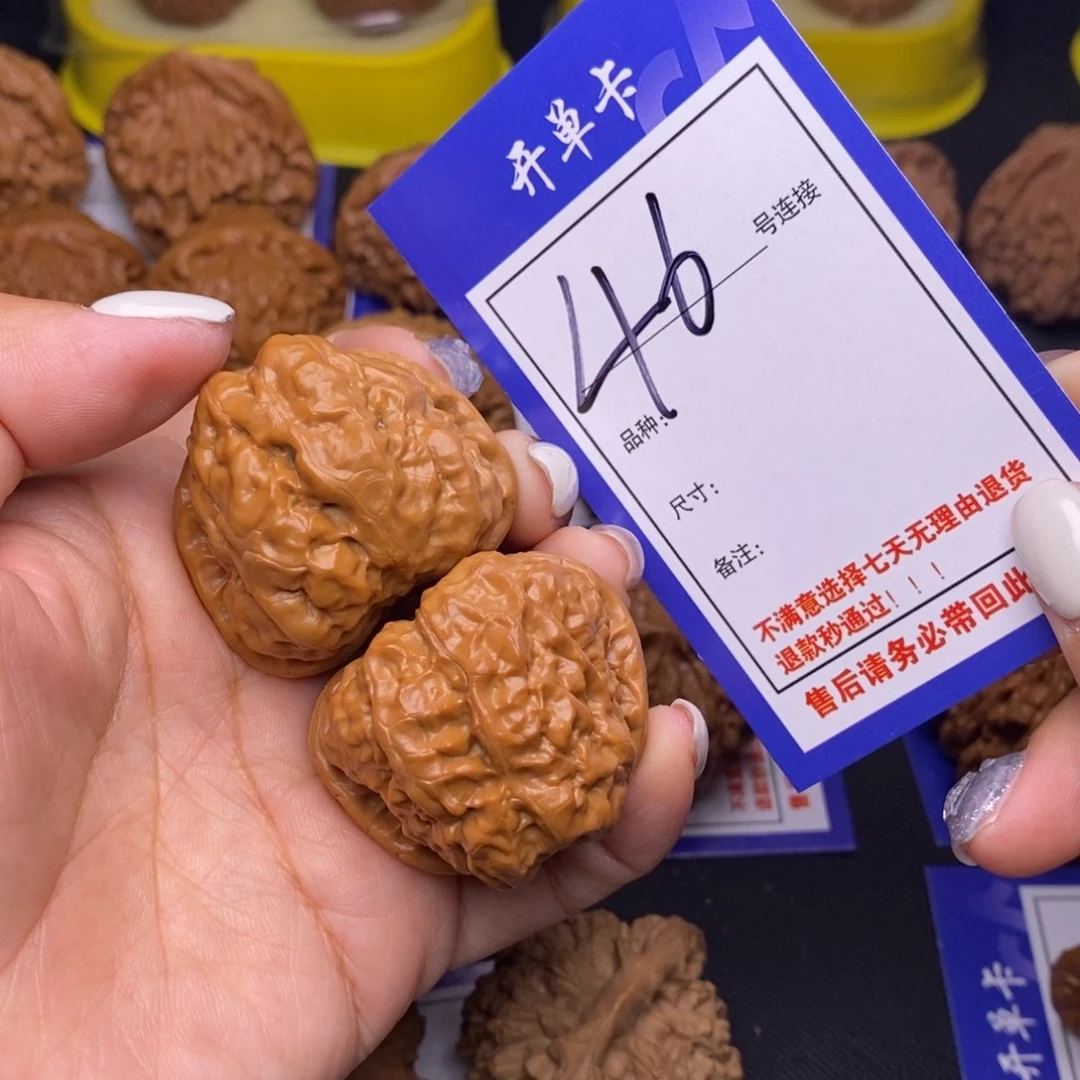 开单卡
46号连接
品种:
尺寸:
备注:
不满意选择七天无理由退货
退款秒通过！！！
售后请务必带回此
开单卡